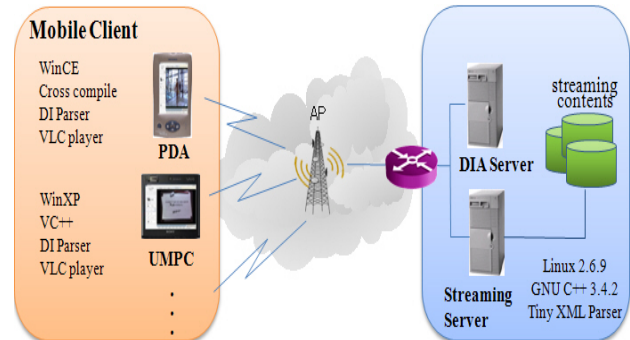 Mobile Client
WinCE
Cross compile
DI Parser
VLC player
PDA
WinXP
VC++
DI Parser
VLC player
UMPC
AP
streaming
contents
DIA Server
Streaming
Server
Linux 2.6.9
GNU C++ 3.4.2
Tiny XML Parser